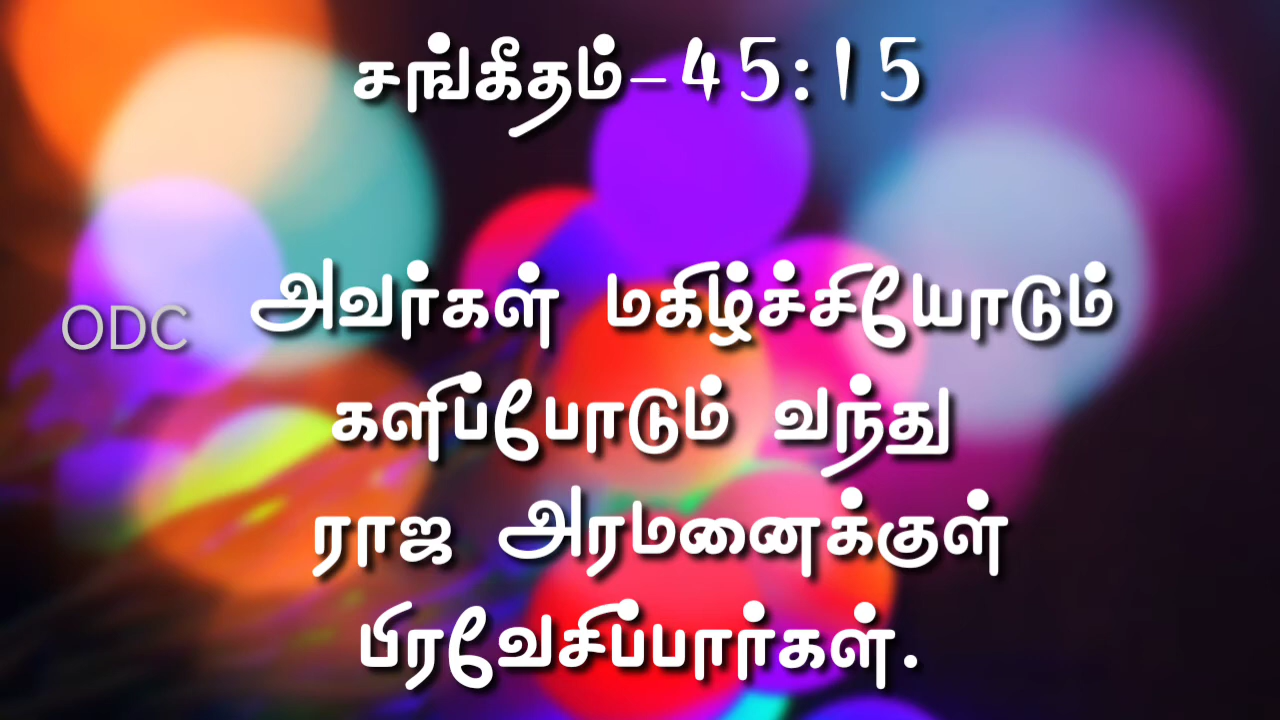 சங்கீதம்-45:15
ODC
அவர்கள் மகிழ்ச்சியோடும்
களிப்போடும் வந்து
ராஜ அரமனைக்குள்
பிரவேசிப்பார்கள்.